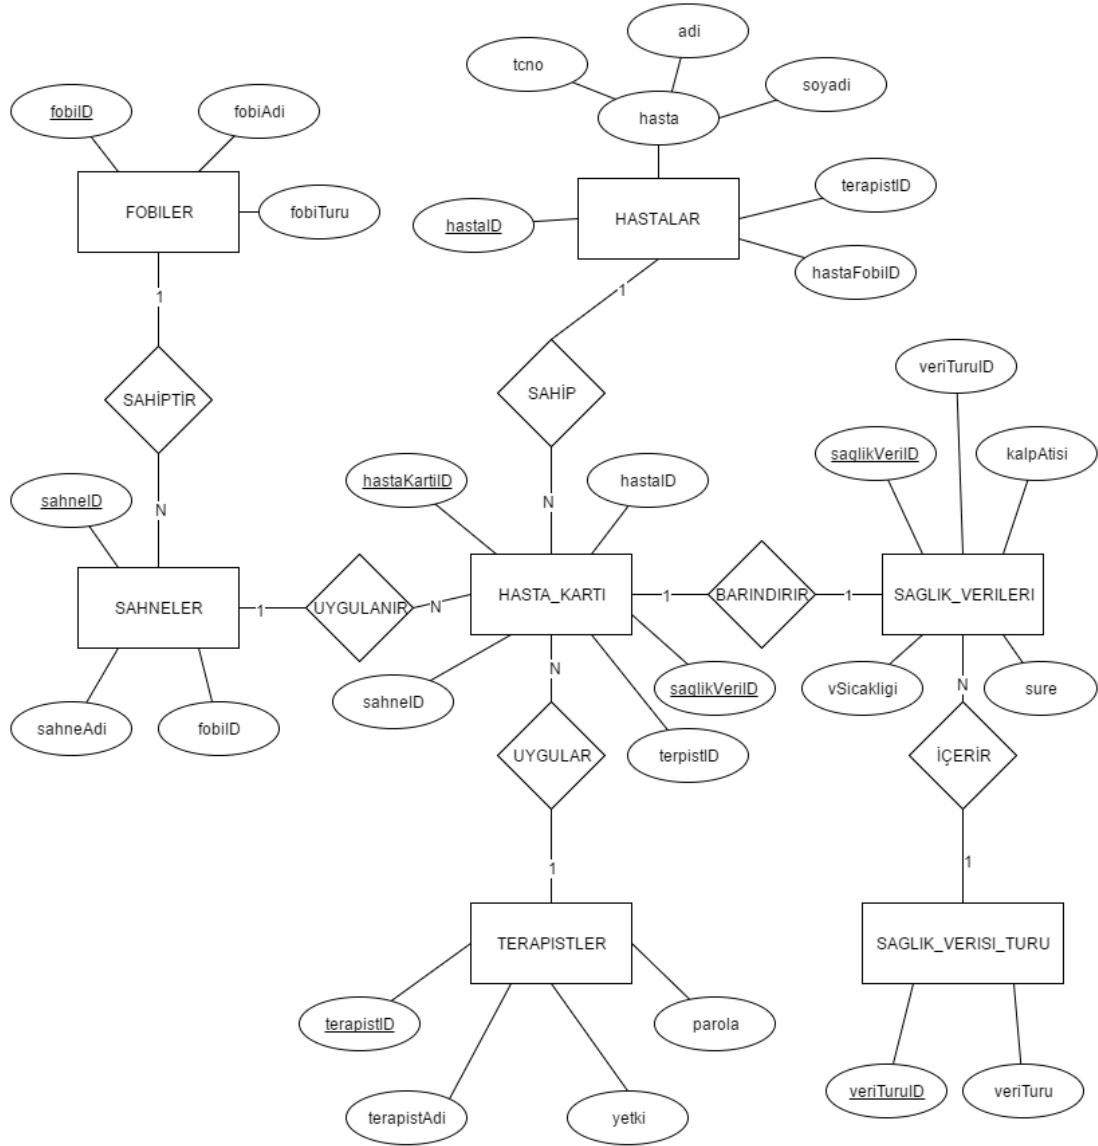 adi
tcno
soyadi
fobiID
fobiAdi
hasta
FOBILER
fobiTuru
hastaID
HASTALAR
terapistID
hastaFobiID
1
1
SAHİPTİR
SAHİP
veriTuruID
saglikVeriID
kalpAtisi
sahneID
hastaKartiID
hastaID
N
N
SAHNELER
1
UYGULANIR
N
HASTA_KARTI
1
BARINDIRIR
1
SAGLIK_VERILERI
sahneAdi
fobiID
sahneID
N
saglikVeriID
vSicakligi
N
sure
UYGULAR
terpistID
İÇERİR
1
1
TERAPISTLER
SAGLIK_VERISI_TURU
terapistID
parola
terapistAdi
yetki
veriTuruID
veriTuru